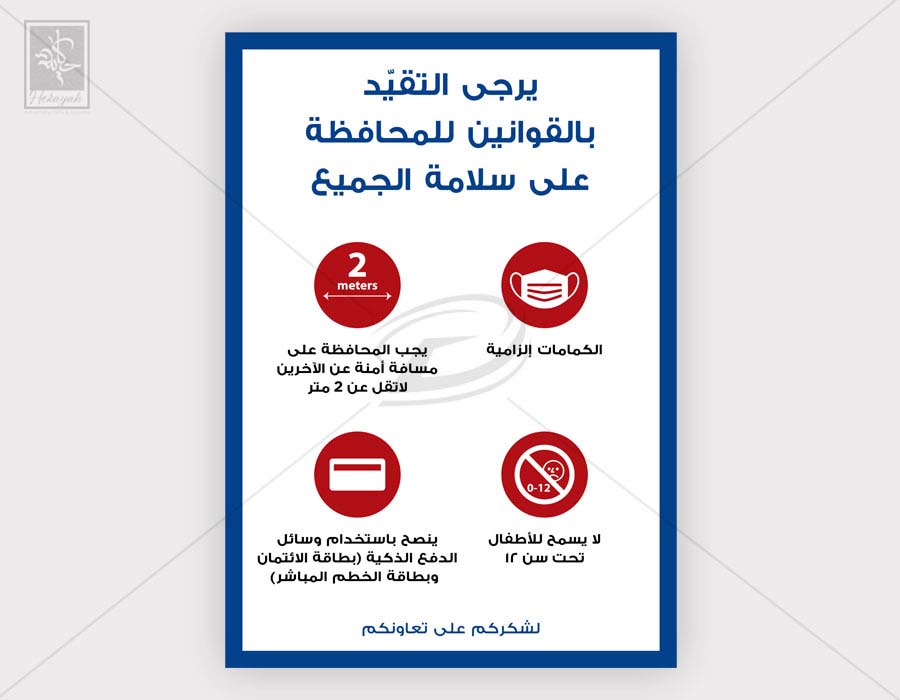 Hekayah
يرجى التقيّد
بالقوانين للمحافظة
على سلامة الجميع
الكمامات إلزامية
2
meters
يجب المحافظة على
مسافة أمنة عن الآخرين
لاتقل عن 2 متر
0-12
لا يسمح للأطفال
تحت سن ١٢
ينصح باستخدام وسائل
الدفع الذكية (بطاقة الائتمان
وبطاقة الخطم المباشر)
لشكركم على تعاونكم